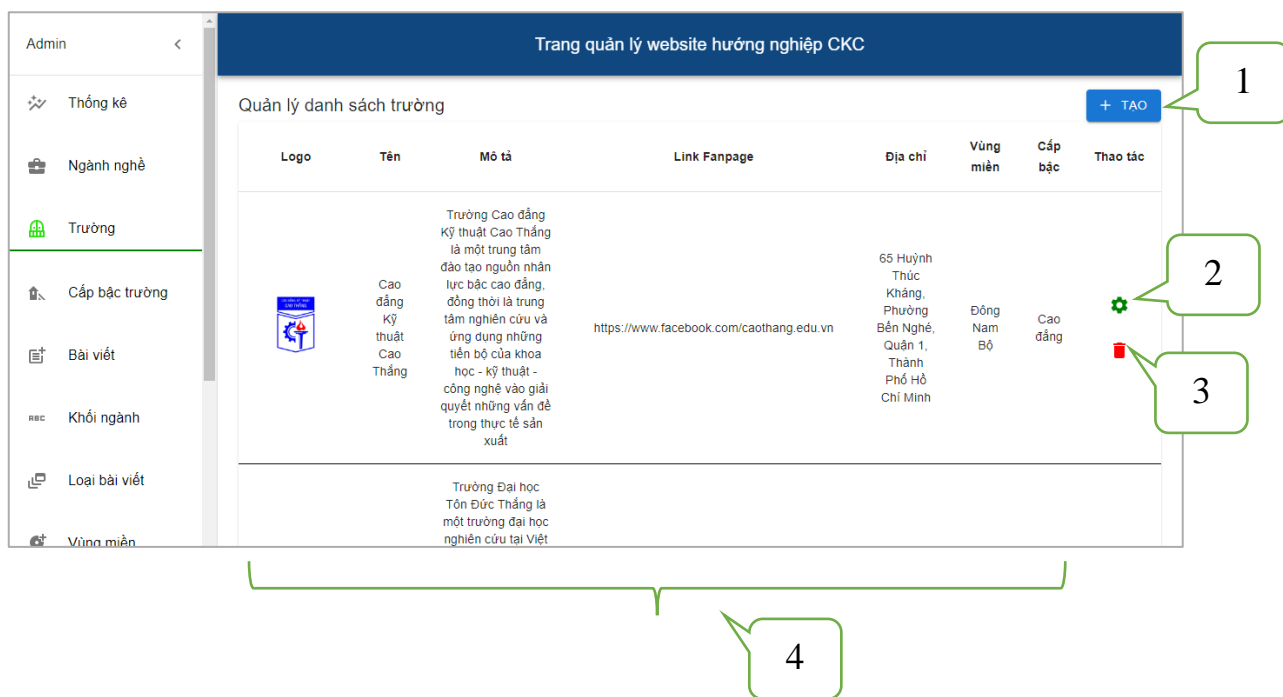 Admin
Trang quản lý website hướng nghiệp CKC
1
Thống kê
Quản lý danh sách trường
+ TẠO
Logo
Tên
Mô tả
Link Fanpage
Địa chỉ
Vùng
miền
Cấp
bậc
Thao tác
Ngành nghề
Trường
Cấp bậc trường
Bài viết
ABC
Khối ngành
Loại bài viết
Vùng miền
CAO THẮNG
Cao
đẳng
Kỹ
thuật
Cao
Thắng
Trường Cao đẳng
Kỹ thuật Cao Thắng
là một trung tâm
đào tạo nguồn nhân
lực bậc cao đẳng,
đồng thời là trung
tâm nghiên cứu và
ứng dụng những
tiến bộ của khoa
học - kỹ thuật -
công nghệ vào giải
quyết những vấn đề
trong thực tế sản
xuất
https://www.facebook.com/caothang.edu.vn
65 Huỳnh
Thúc
Kháng,
Phường
Bến Nghé,
Quận 1,
Thành
Phố Hồ
Chí Minh
Đông
Nam
Bộ
Cao
đẳng
2
3
Trường Đại học
Tôn Đức Thắng là
một trường đại học
nghiên cứu tại Việt
4